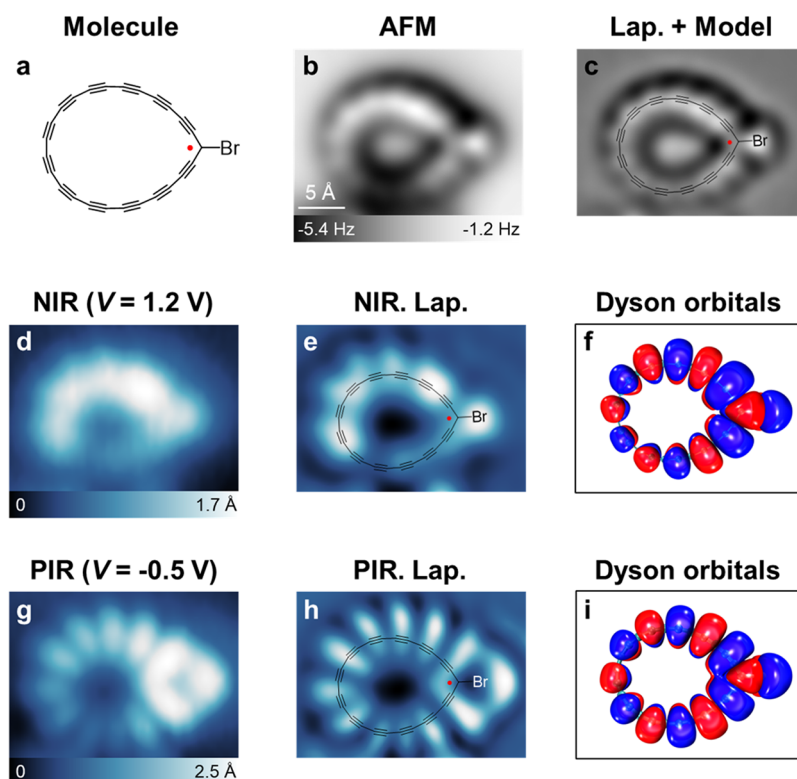 Molecule
AFM
Lap. + Model
a
Br
b
5 Å
-5.4 Hz
-1.2 Hz
c
Br
NIR (V = 1.2 V)
NIR. Lap.
Dyson orbitals
d
0
1.7 Å
e
Br
f
PIR (V = -0.5 V)
PIR. Lap.
Dyson orbitals
g
0
2.5 Å
h
Br
i